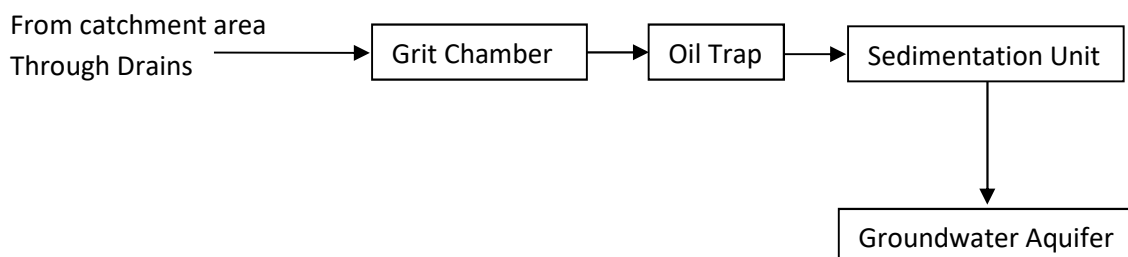 From catchment area
Through Drains
Grit Chamber
Oil Trap
Sedimentation Unit
Groundwater Aquifer